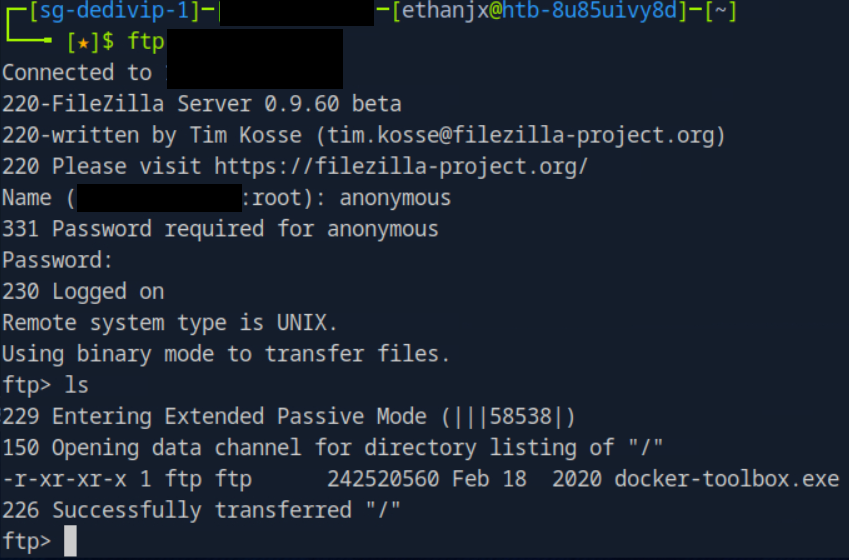 ┌─[sg-dedivip-1]─[ ─[ethanjx@htb-8u85uivy8d]─[~]
└──╼ [★]$ ftp
Connected to
220-FileZilla Server 0.9.60 beta
220-written by Tim Kosse (tim.kosse@filezilla-project.org)
220 Please visit https://filezilla-project.org/
Name ( :root): anonymous
331 Password required for anonymous
Password:
230 Logged on
Remote system type is UNIX.
Using binary mode to transfer files.
ftp> ls
229 Entering Extended Passive Mode (|||58538|)
150 Opening data channel for directory listing of "/"
-r-xr-xr-x 1 ftp ftp      242520560 Feb 18  2020 docker-toolbox.exe
226 Successfully transferred "/"
ftp>